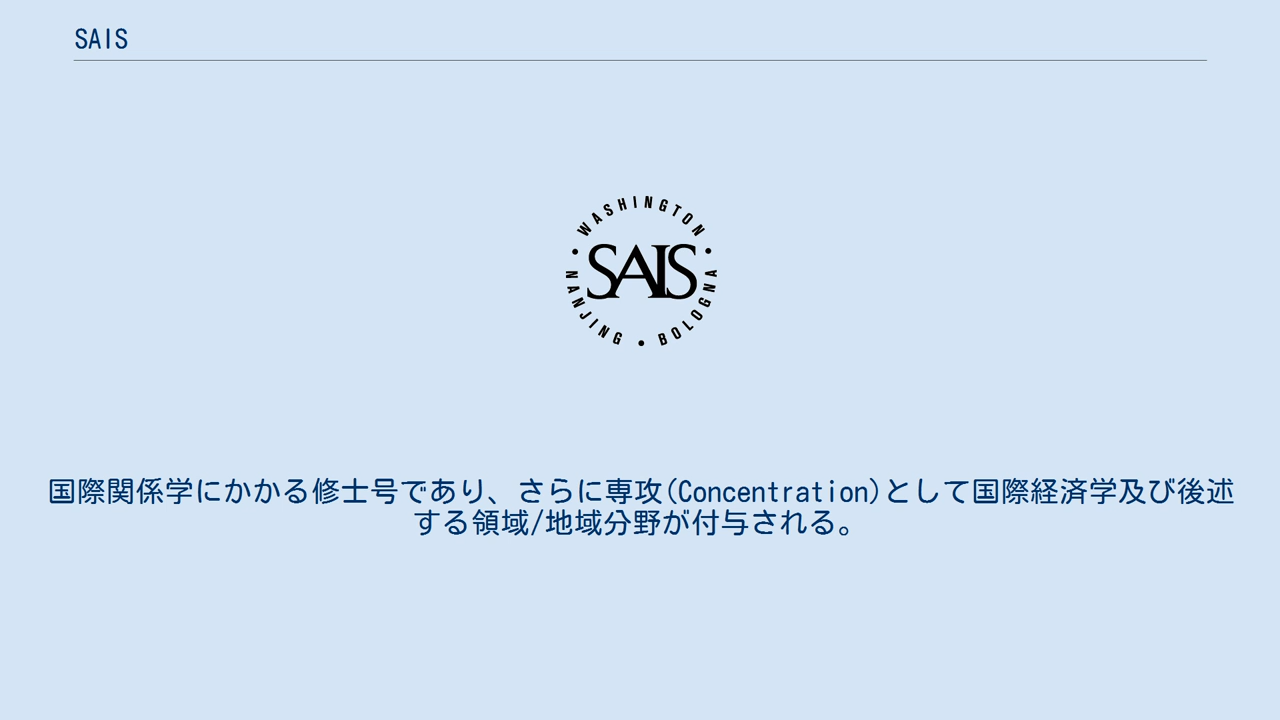 SAIS
WASHINGTON
SAIS
NANJING • BOLOGNA
国際関係学にかかる修士号であり、さらに専攻(Concentration)として国際経済学及び後述
する領域/地域分野が付与される。